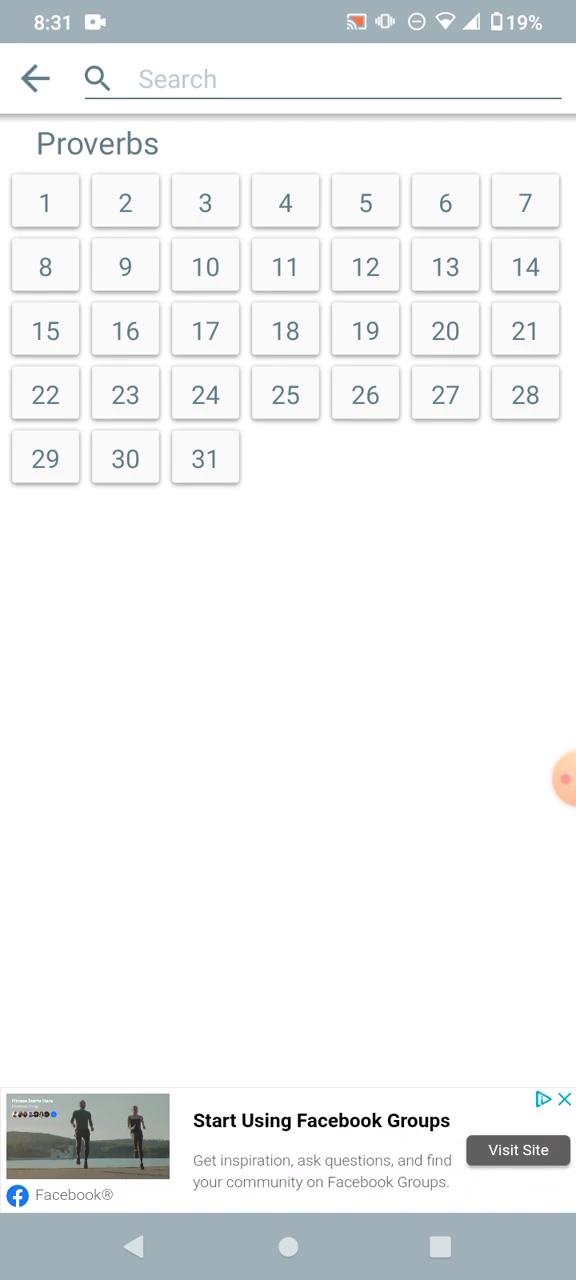 8:31 19%
Search
Proverbs
1 2 3 4 5 6 7
8 9 10 11 12 13 14
15 16 17 18 19 20 21
22 23 24 25 26 27 28
29 30 31
Start Using Facebook Groups
Visit Site
Get inspiration, ask questions, and find
your community on Facebook Groups.
Facebook®